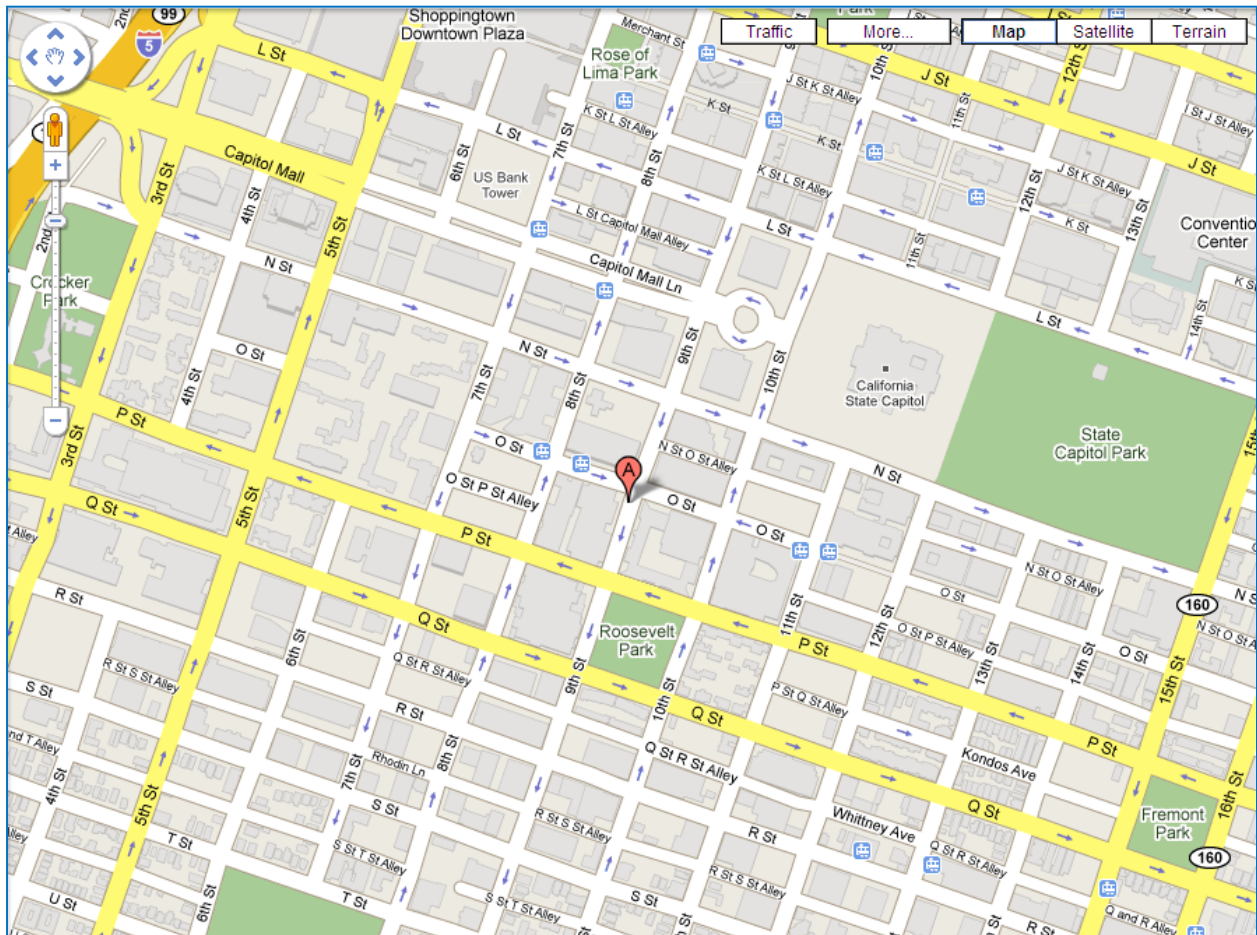 99
5
L St
Shoppingtown
Downtown Plaza
Merchant St
Park
Rose of
Lima Park
Traffic
More...
Map
Satellite
Terrain
10th St
12th St
J St
J St K St Alley
11th St
I St J St Alley
K St L St Alley
K St
K St
7th St
L St
Capitol Mall
6th St
US Bank
Tower
8th St
K St L St Alley
J St K St Alley
J St
12th St
K St
13th St
Convention
Center
3rd St
4th St
2nd
5th St
L St Capitol Mall Alley
L St
11th St
Capitol Mall Ln
N St
Crocker
Park
K St
14th St
L St
9th St
10th St
O St
N St
7th St
8th St
California
State Capitol
4th St
P St
State
Capitol Park
15th
3rd St
O St
A
N St O St Alley
N St
O St P St Alley
O St
O St
Q St
5th St
P St
Alley
N St O St Alley
O St
N St
R St
Q St
Roosevelt
Park
11th St
12th St
O St P St Alley
160
N St O St
O St
P St
6th St
Q St R St Alley
9th St
10th St
13th St
14th St
15th St
R St S St Alley
P St Q St Alley
S St
R St
Q St
P St
and T Alley
Rhodin Ln
8th St
7th St
Q St R St Alley
Kondos Ave
4th St
5th St
S St
Q St
16th St
T St
R St S St Alley
R St
Whittney Ave
Fremont
Park
S St T St Alley
Q St R St Alley
160
R St S St Alley
U St
6th St
T St
S St T St Alley
S St
R St
Q and R Alley